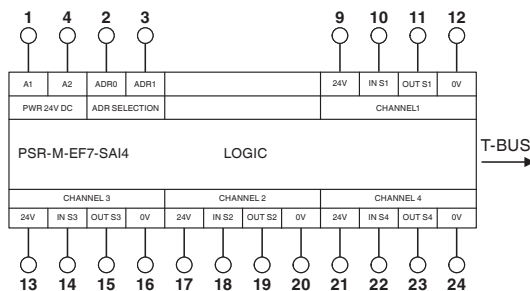 1 4 2 3 9 10 11 12
A1 A2 ADR0 ADR1 24V IN S1 OUT S1 0V
PWR 24V DC ADR SELECTION CHANNEL1
PSR-M-EF7-SAI4 LOGIC T-BUS
CHANNEL 3 CHANNEL 2 CHANNEL 4
24V IN S3 OUT S3 0V 24V IN S2 OUT S2 0V 24V IN S4 OUT S4 0V
13 14 15 16 17 18 19 20 21 22 23 24